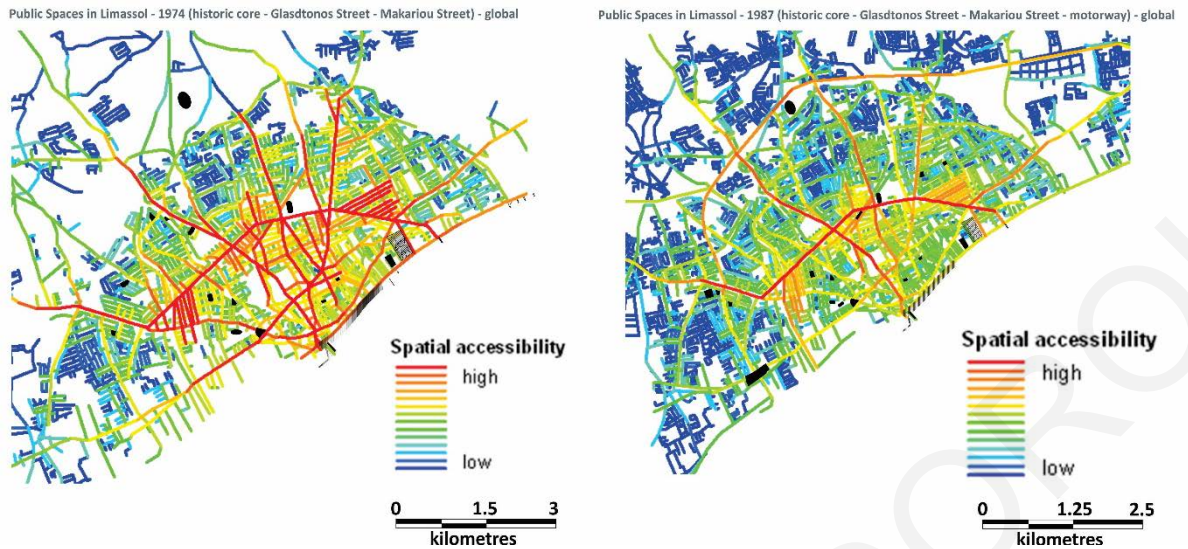 Public Spaces in Limassol - 1974 (historic core - Glasdtonos Street - Makariou Street) - global
Spatial accessibility
high
low
0 1.5 3
kilometres
Public Spaces in Limassol - 1987 (historic core - Glasdtonos Street - Makariou Street - motorway) - global
Spatial accessibility
high
low
0 1.25 2.5
kilometres